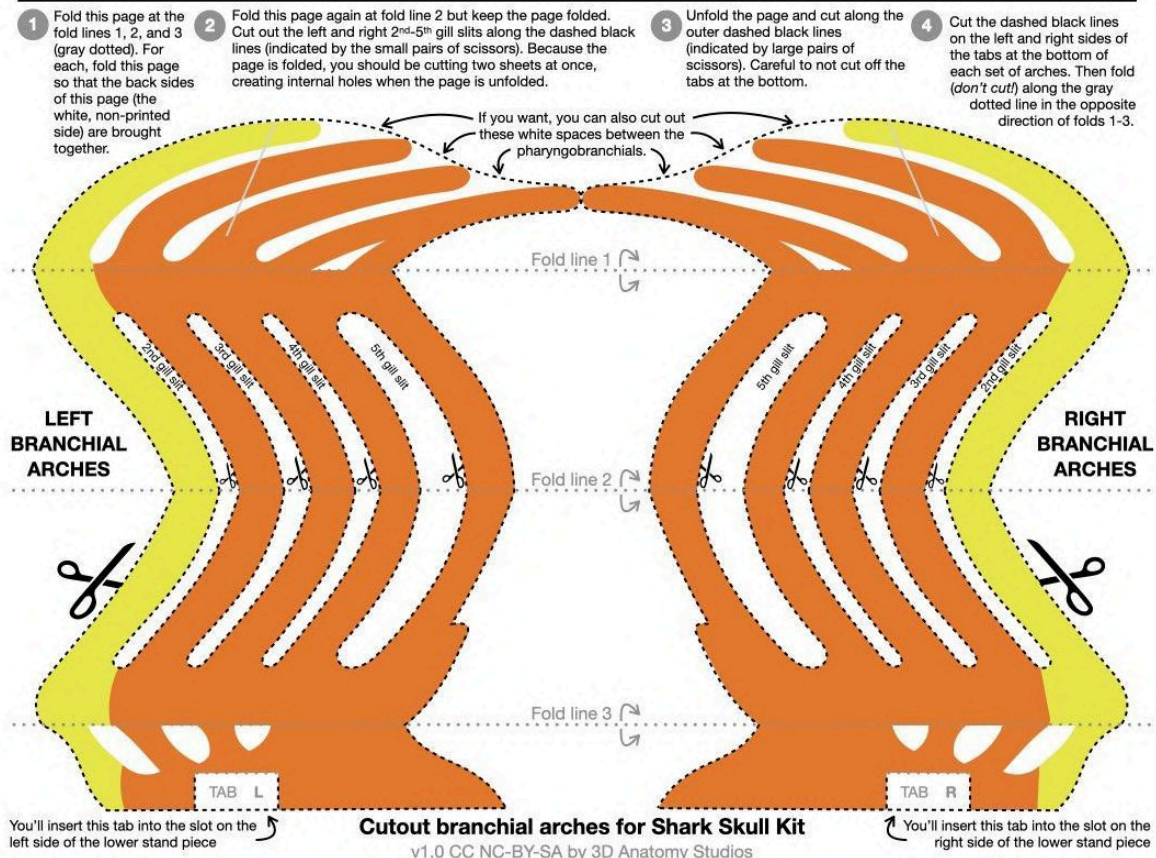 1
Fold this page at the
fold lines 1, 2, and 3
(gray dotted). For
each, fold this page
so that the back sides
of this page (the
white, non-printed
side) are brought
together.
2
Fold this page again at fold line 2 but keep the page folded.
Cut out the left and right 2nd-5th gill slits along the dashed black
lines (indicated by the small pairs of scissors). Because the
page is folded, you should be cutting two sheets at once,
creating internal holes when the page is unfolded.
3
Unfold the page and cut along the
outer dashed black lines
(indicated by large pairs of
scissors). Careful to not cut off the
tabs at the bottom.
4
Cut the dashed black lines
on the left and right sides of
the tabs at the bottom of
each set of arches. Then fold
(don't cut!) along the gray
dotted line in the opposite
direction of folds 1-3.
If you want, you can also cut out
these white spaces between the
pharyngobranchials.
Fold line 1
2nd gill slit
3rd gill slit
4th gill slit
5th gill slit
5th gill slit
4th gill slit
3rd gill slit
2nd gill slit
LEFT
BRANCHIAL
ARCHES
RIGHT
BRANCHIAL
ARCHES
Fold line 2
Fold line 3
TAB L
TAB R
You'll insert this tab into the slot on the
left side of the lower stand piece
Cutout branchial arches for Shark Skull Kit
v1.0 CC NC-BY-SA by 3D Anatomy Studios
You'll insert this tab into the slot on the
right side of the lower stand piece